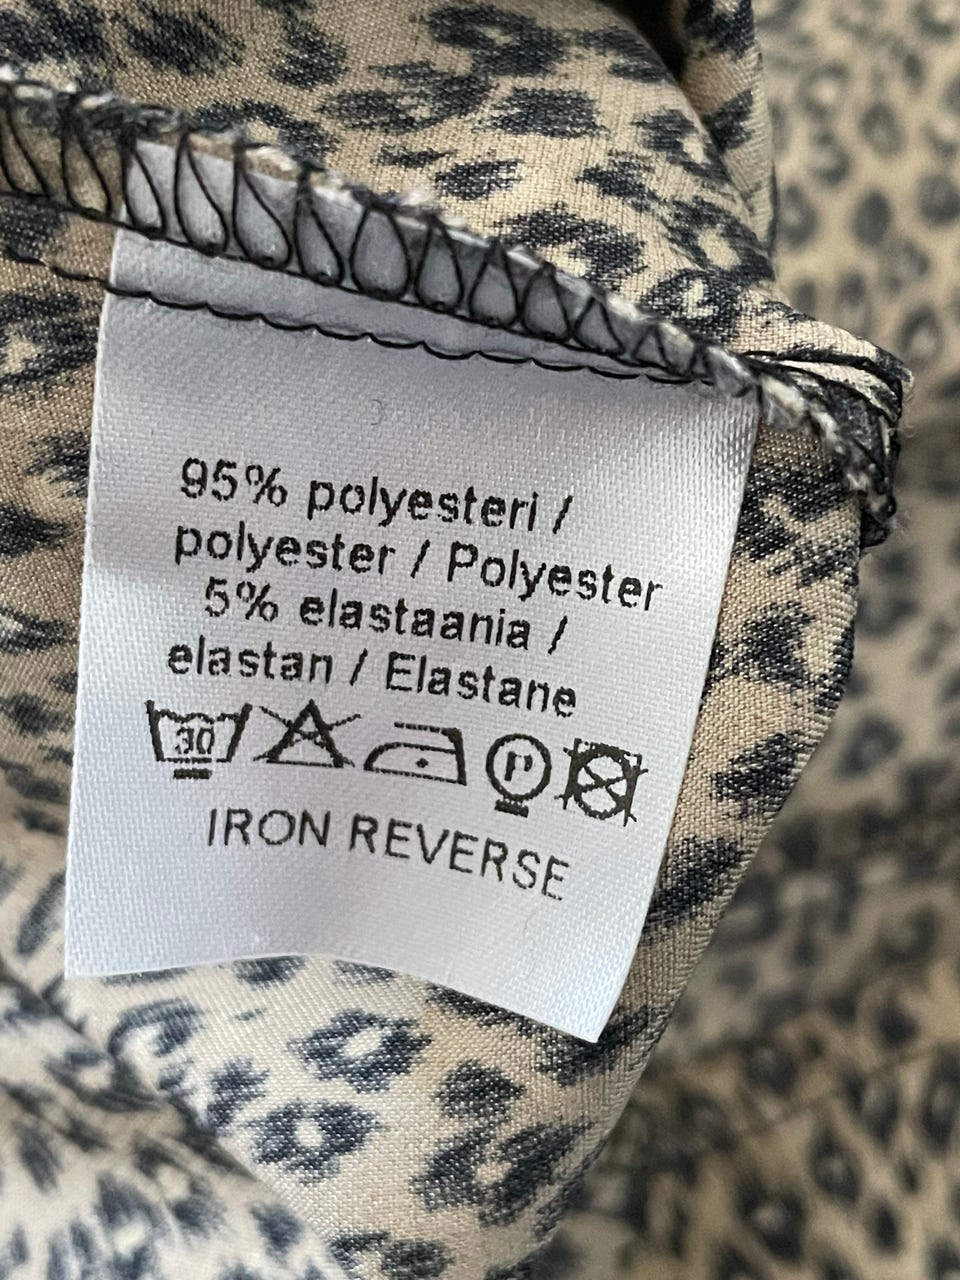 95% polyesteri /
polyester / Polyester
5% elastaania /
elastan / Elastane
30 P
IRON REVERSE